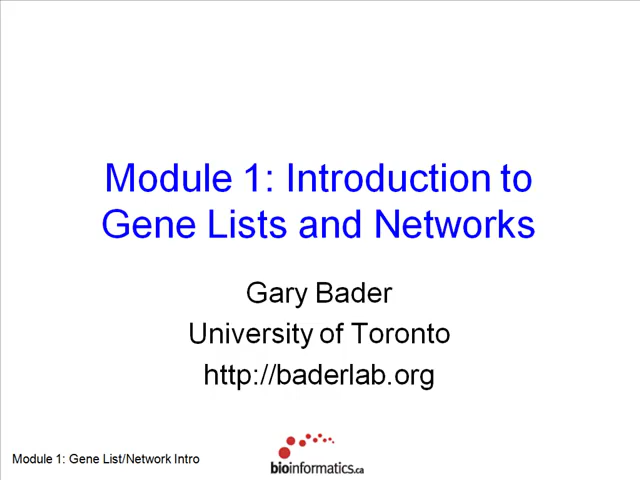 Module 1: Introduction to
Gene Lists and Networks
Gary Bader
University of Toronto
http://baderlab.org
Module 1: Gene List/Network Intro
bioinformatics.ca